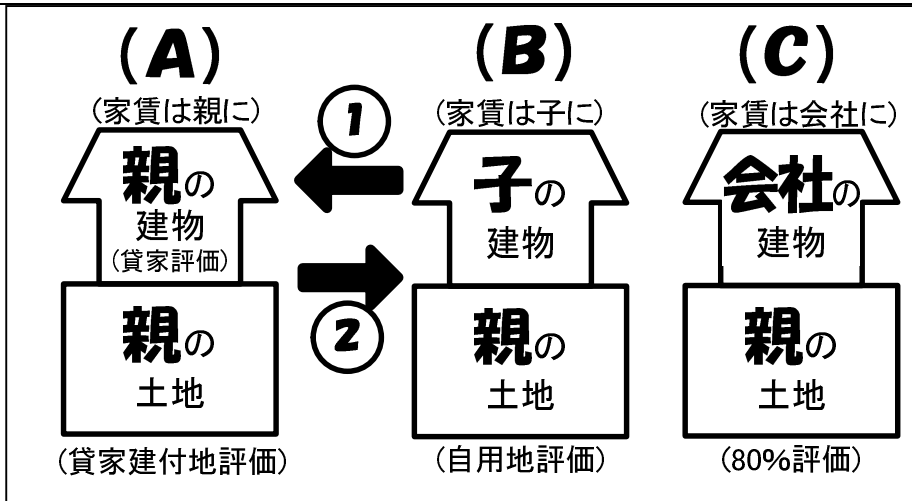 (A)
(家賃は親に)
親の
建物
(貸家評価)
親の
土地
(貸家建付地評価)
1
2
(B)
(家賃は子に)
子の
建物
親の
土地
(自用地評価)
(C)
(家賃は会社に)
会社の
建物
親の
土地
(80%評価)